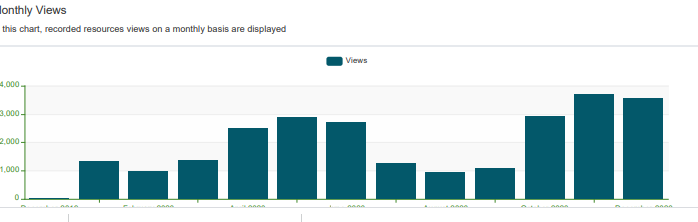 onthly Views
this chart, recorded resources views on a monthly basis are displayed
Views
4,000
3,000
2,000
1,000
0